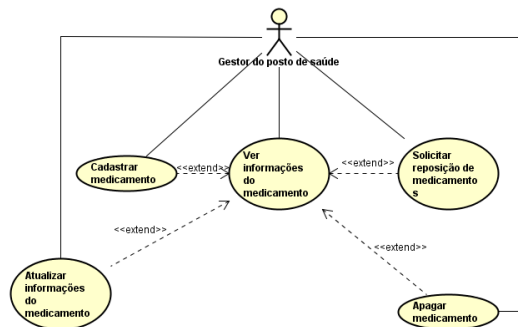 Gestor do posto de saúde
Cadastrar
medicamento
<<extend>>
Ver
informações
do
medicamento
<<extend>>
Solicitar
reposição de
medicamento
s
<<extend>>
<<extend>>
Atualizar
informações
do
medicamento
Apagar
medicamento